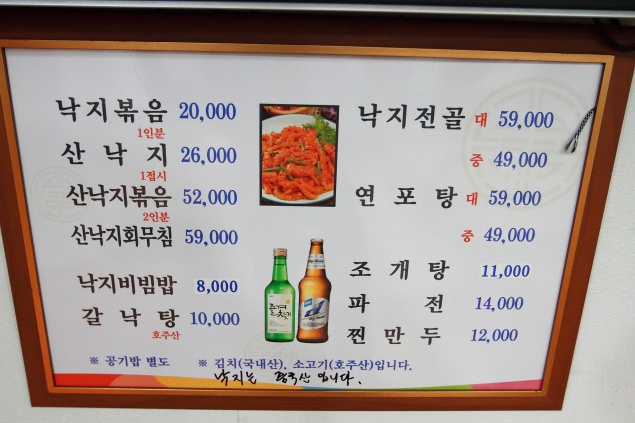 낙지볶음 20,000
1인분
산 낙 지 26,000
1접시
산낙지볶음 52,000
2인분
산낙지회무침 59,000
낙지비빔밥 8,000
갈 낙 탕 10,000
호주산
낙지전골 대 59,000
중 49,000
연 포 탕 대 59,000
중 49,000
조 개 탕 11,000
파 전 14,000
찐 만 두 12,000
※ 공기밥 별도 ※ 김치(국내산), 소고기(호주산)입니다.
낙지는 중국산 입니다.